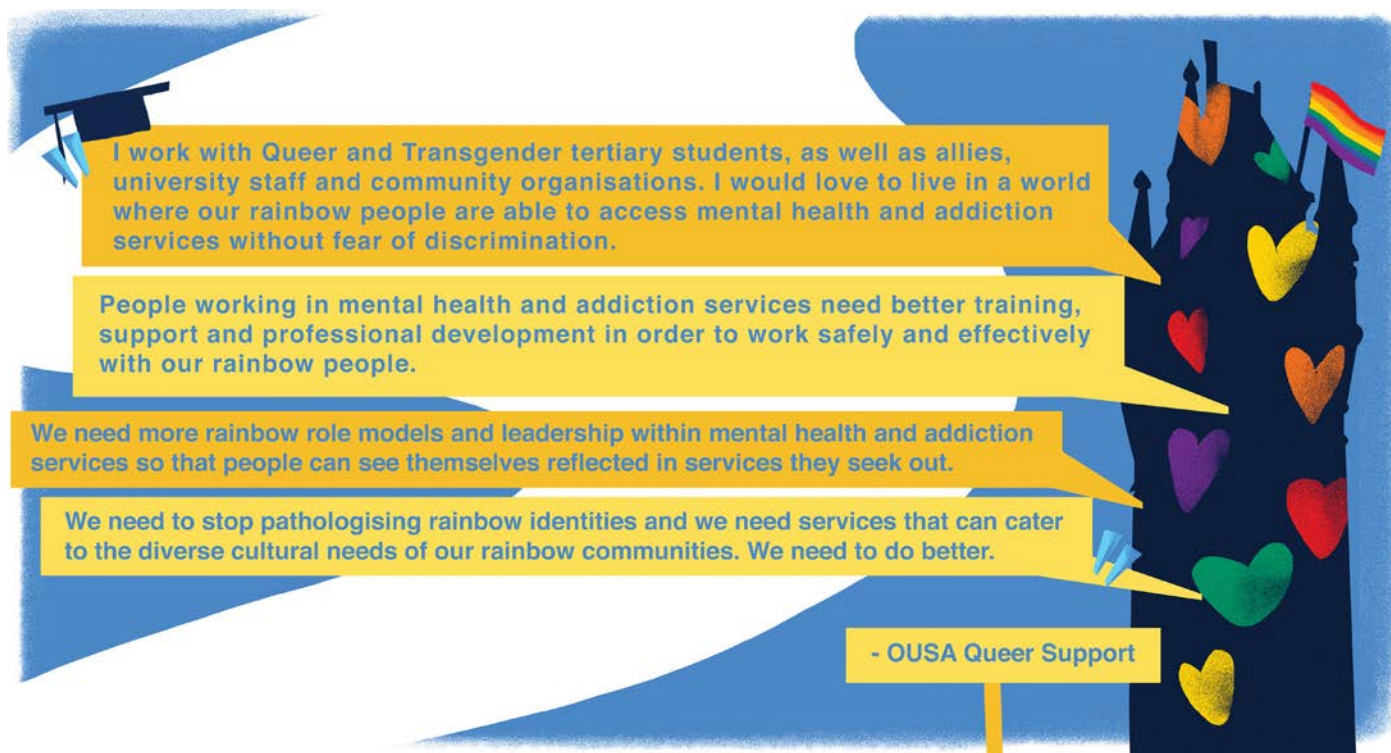 I work with Queer and Transgender tertiary students, as well as allies,
university staff and community organisations. I would love to live in a world
where our rainbow people are able to access mental health and addiction
services without fear of discrimination.
People working in mental health and addiction services need better training,
support and professional development in order to work safely and effectively
with our rainbow people.
We need more rainbow role models and leadership within mental health and addiction
services so that people can see themselves reflected in services they seek out.
We need to stop pathologising rainbow identities and we need services that can cater
to the diverse cultural needs of our rainbow communities. We need to do better.
- OUSA Queer Support